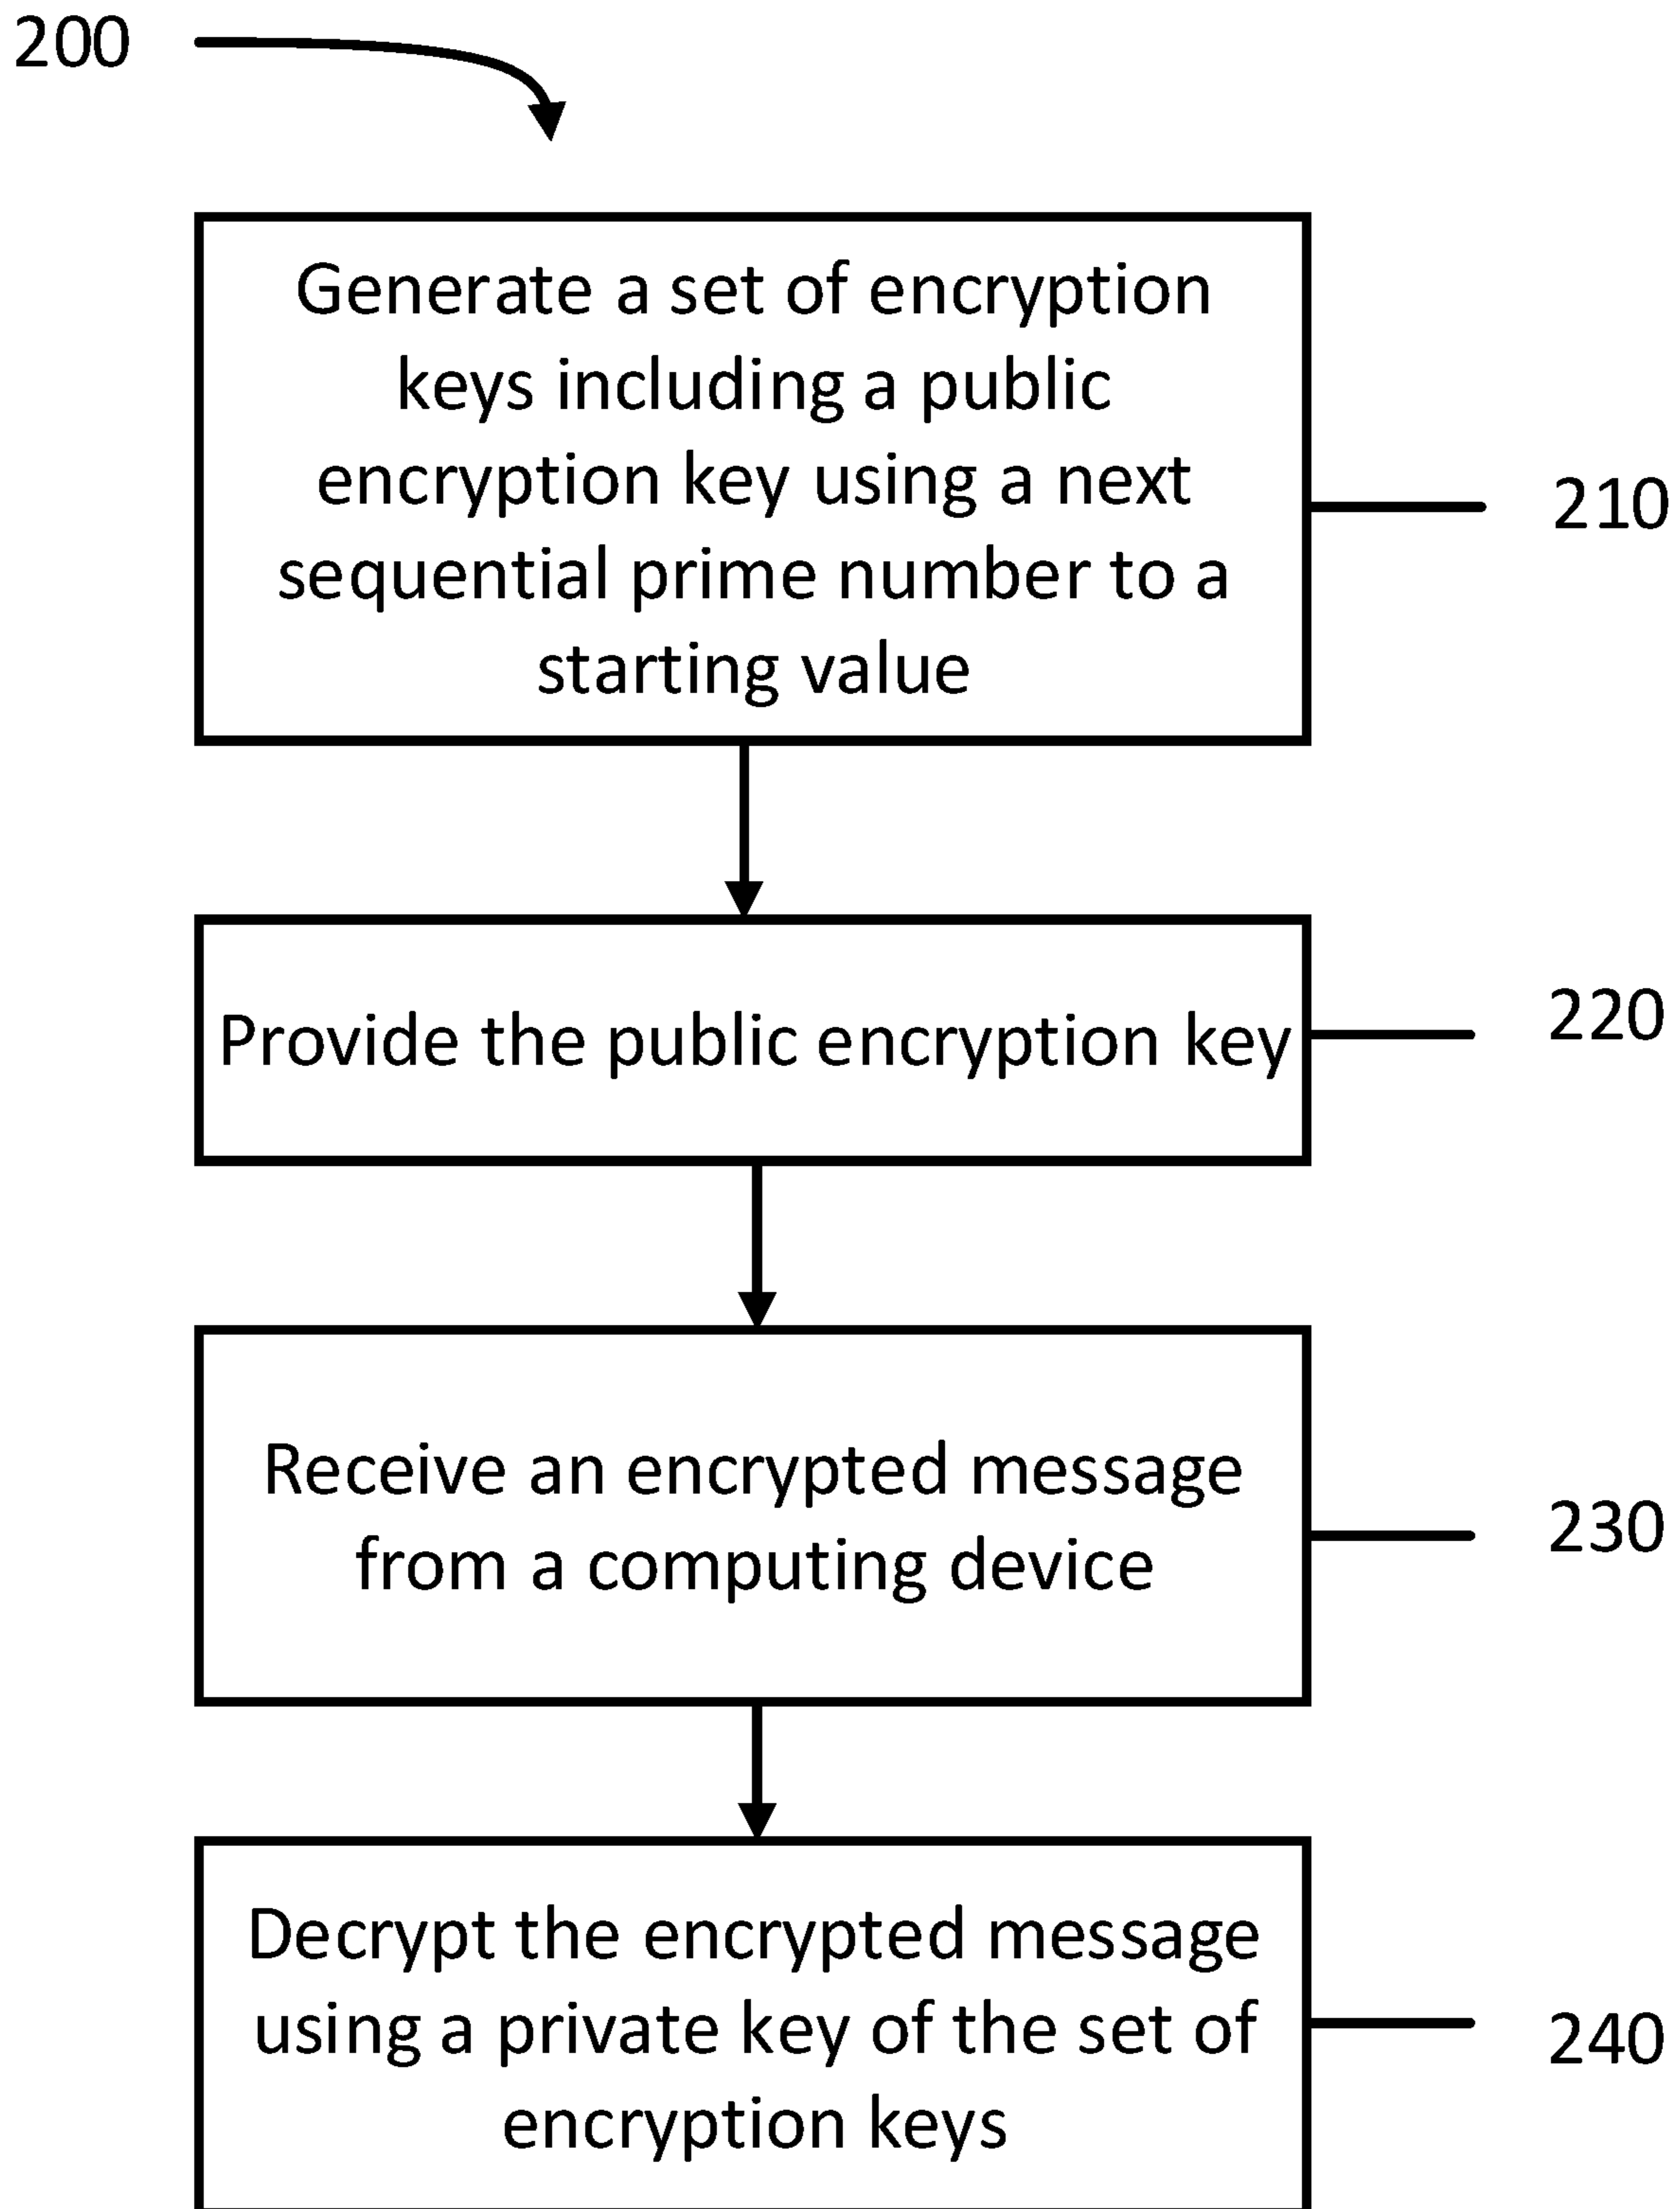 200
Generate a set of encryption
keys including a public
encryption key using a next
sequential prime number to a
starting value
210
Provide the public encryption key
220
Receive an encrypted message
from a computing device
230
Decrypt the encrypted message
using a private key of the set of
encryption keys
240